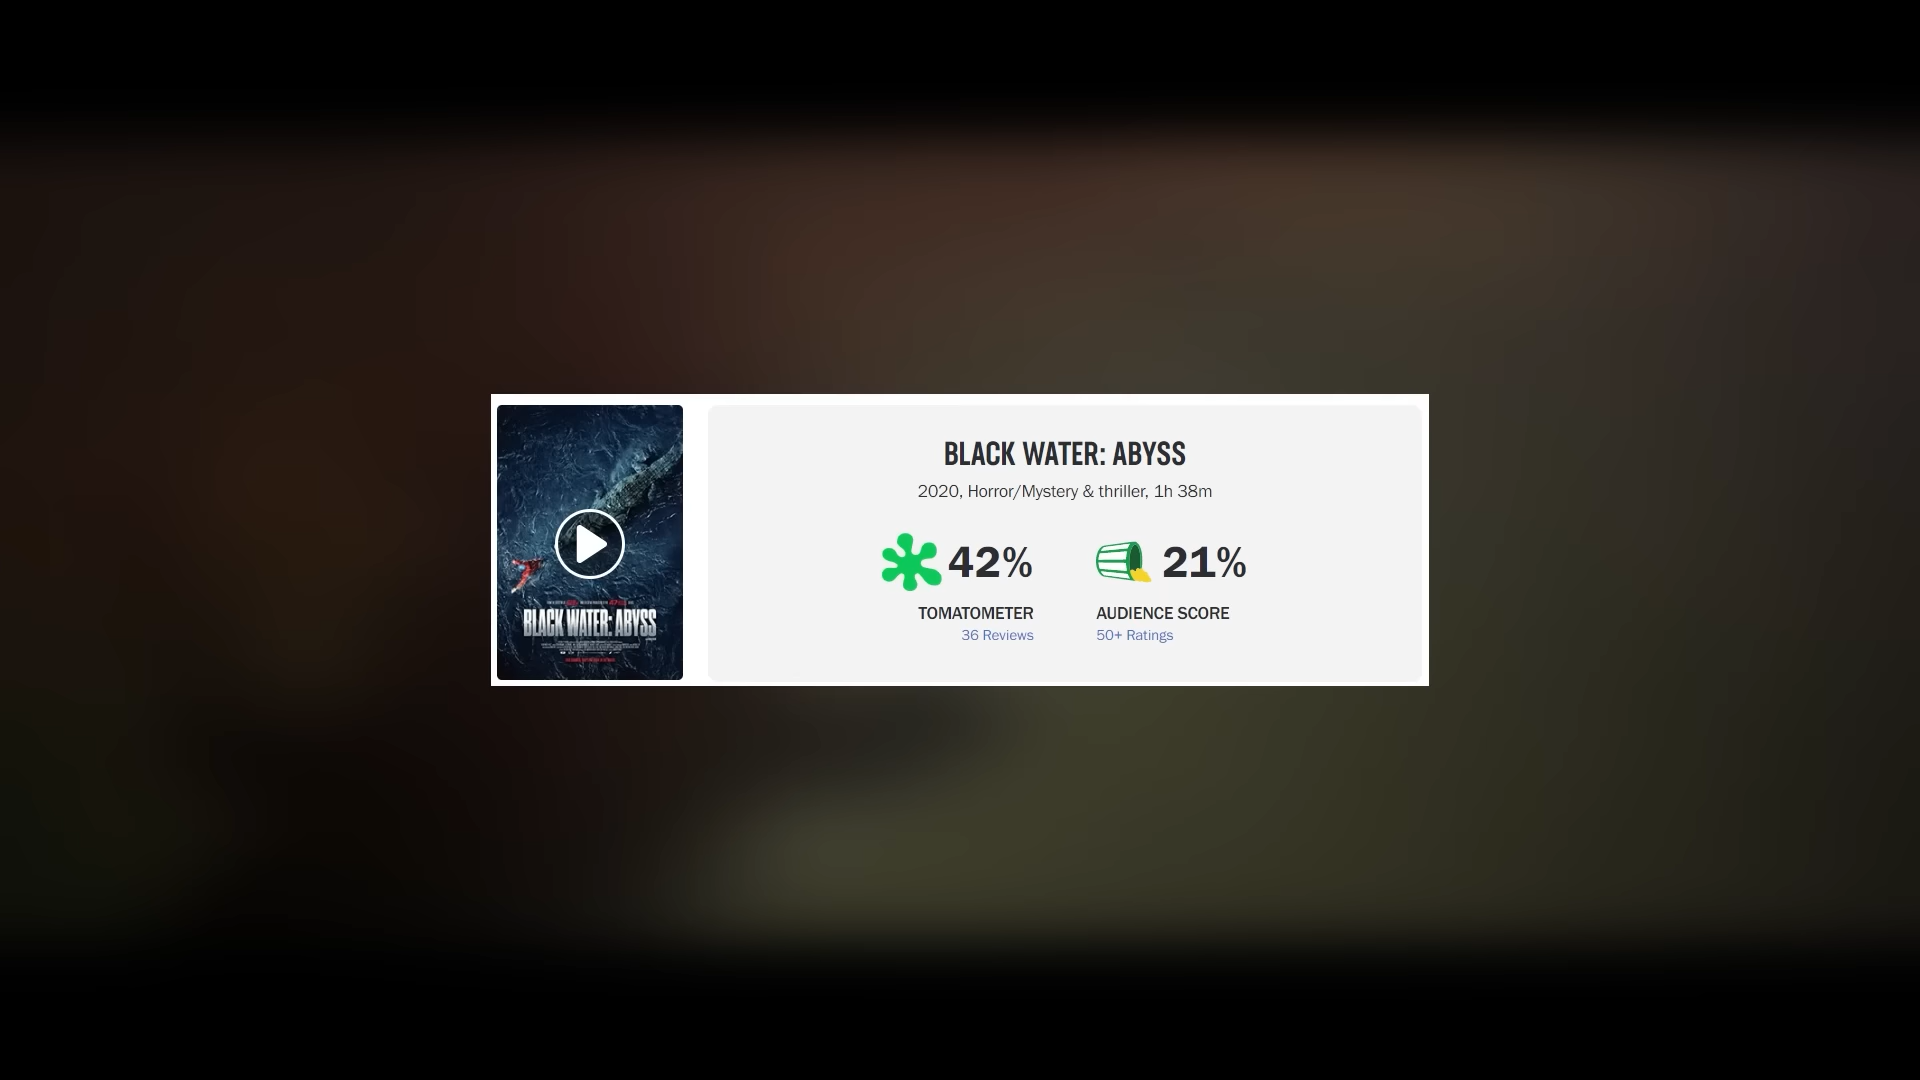 BLACK WATER: ABYSS
BLACK WATER: ABYSS
2020, Horror/Mystery & thriller, 1h 38m
42%
21%
TOMATOMETER
AUDIENCE SCORE
36 Reviews
50+ Ratings